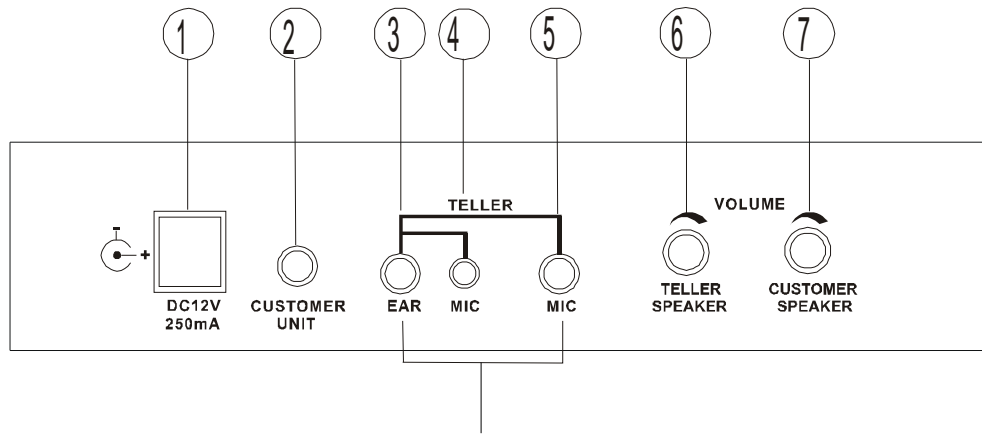 1 2 3 4 5 6 7
TELLER
VOLUME
- +
DC12V
250mA
CUSTOMER
UNIT
EAR
MIC
MIC
TELLER
SPEAKER
CUSTOMER
SPEAKER